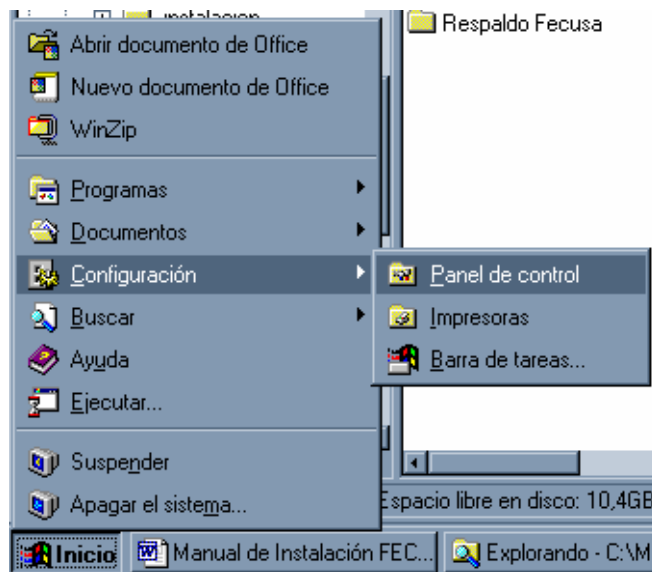 instalacion
Respaldo Fecusa
Abrir documento de Office
Nuevo documento de Office
WinZip
Programas
Documentos
Configuración
Panel de control
Buscar
Impresoras
Ayuda
Barra de tareas...
Ejecutar...
Suspender
Apagar el sistema...
Espacio libre en disco: 10,4GB
Inicio
Manual de Instalación FEC...
Explorando - C:\M